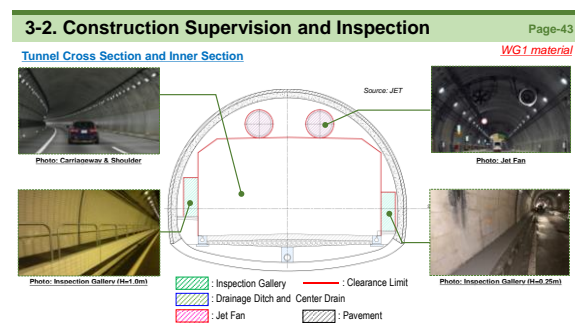 3-2. Construction Supervision and Inspection
Page-43
Tunnel Cross Section and Inner Section
WG1 material
Source: JET
Photo: Carriageway & Shoulder
Photo: Jet Fan
Photo: Inspection Gallery (H=1.0m)
Photo: Inspection Gallery (H=0.25m)
: Inspection Gallery
: Clearance Limit
: Drainage Ditch and Center Drain
: Jet Fan
: Pavement